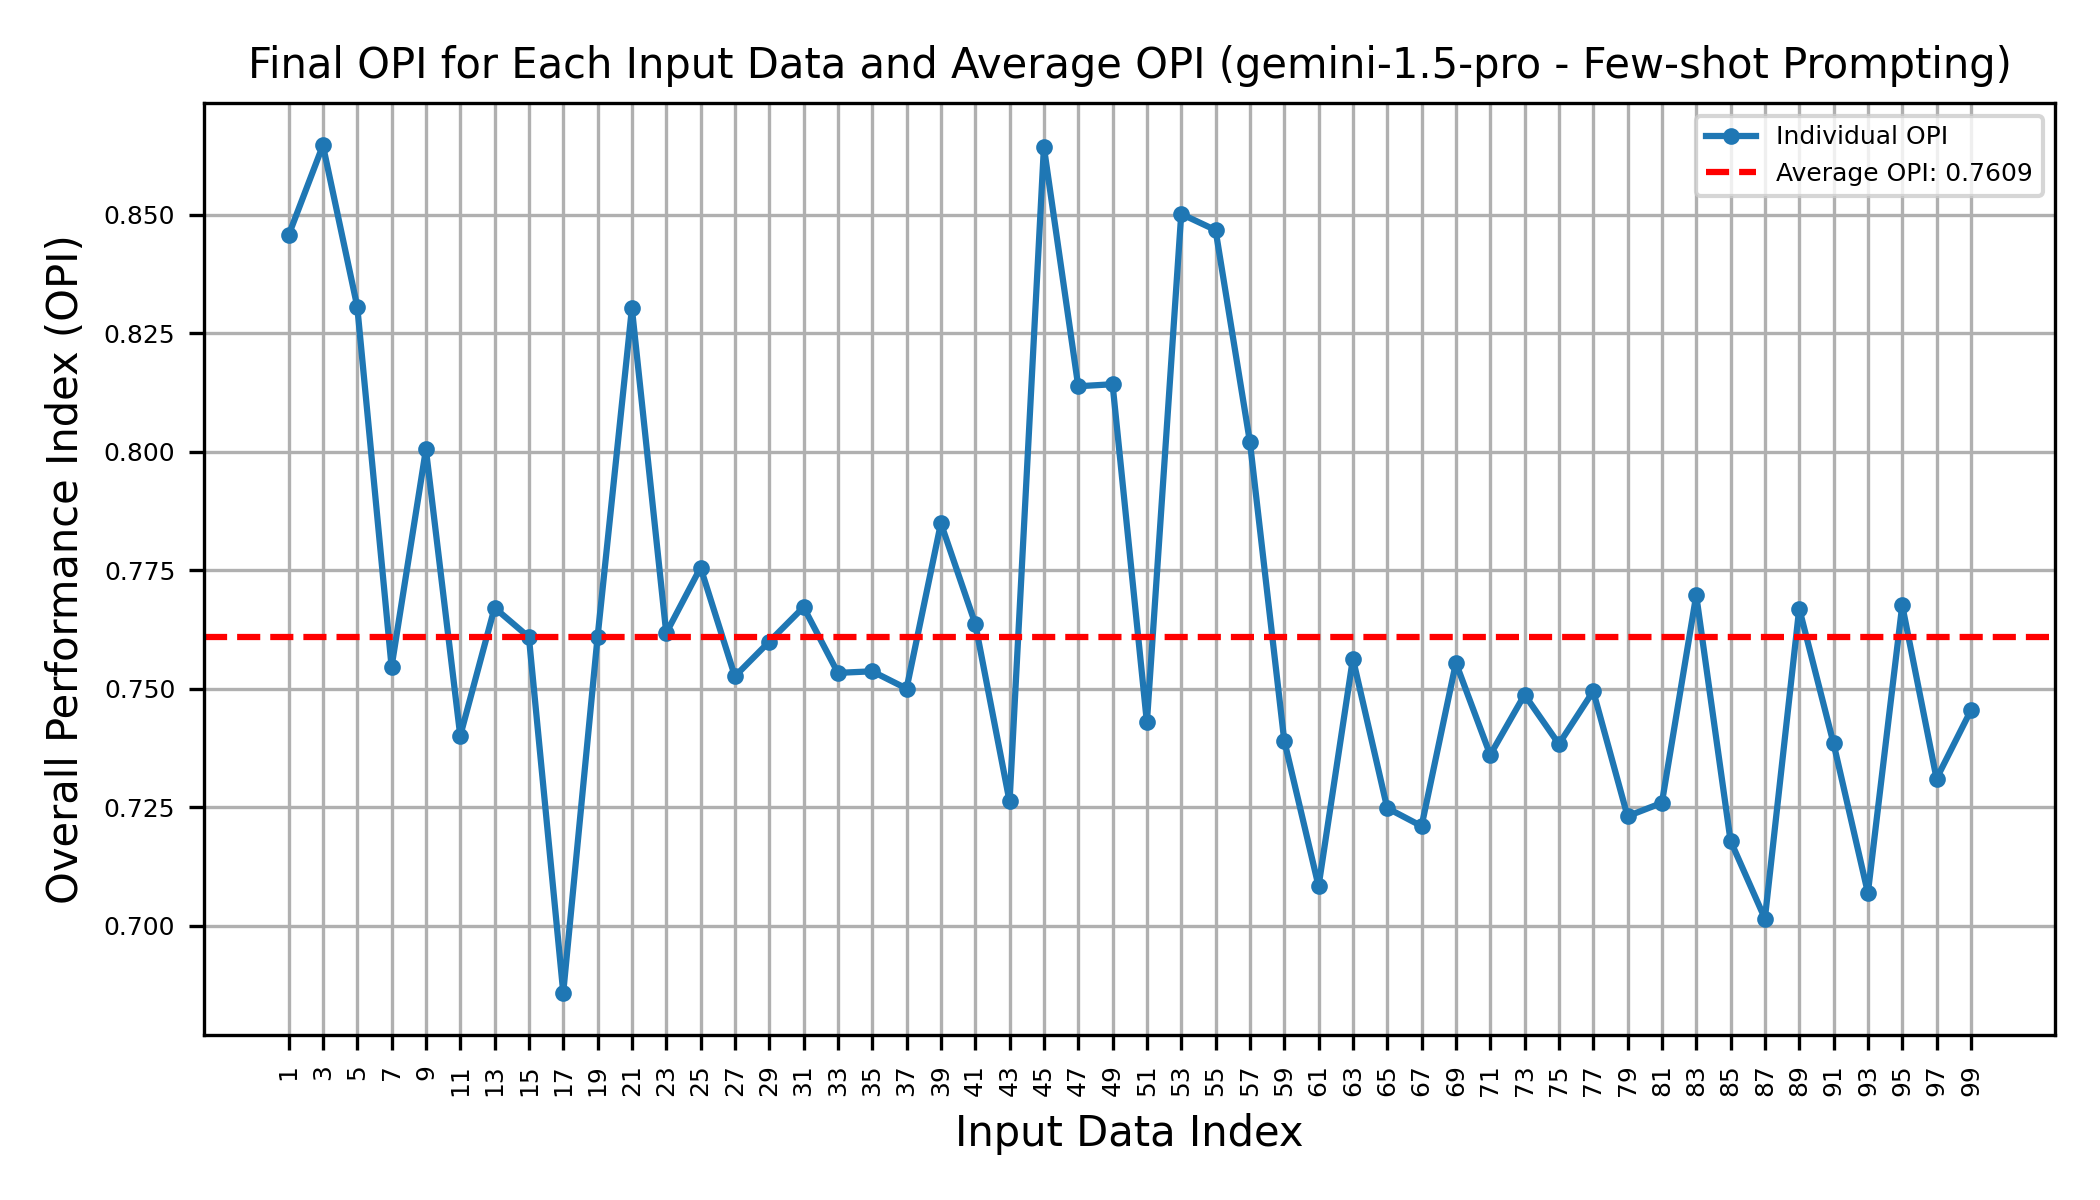 Final OPI for Each Input Data and Average OPI (gemini-1.5-pro - Few-shot Prompting)
Individual OPI
Average OPI: 0.7609
Overall Performance Index (OPI)
0.850
0.825
0.800
0.775
0.750
0.725
0.700
1 3 5 7 9 11 13 15 17 19 21 23 25 27 29 31 33 35 37 39 41 43 45 47 49 51 53 55 57 59 61 63 65 67 69 71 73 75 77 79 81 83 85 87 89 91 93 95 97 99
Input Data Index